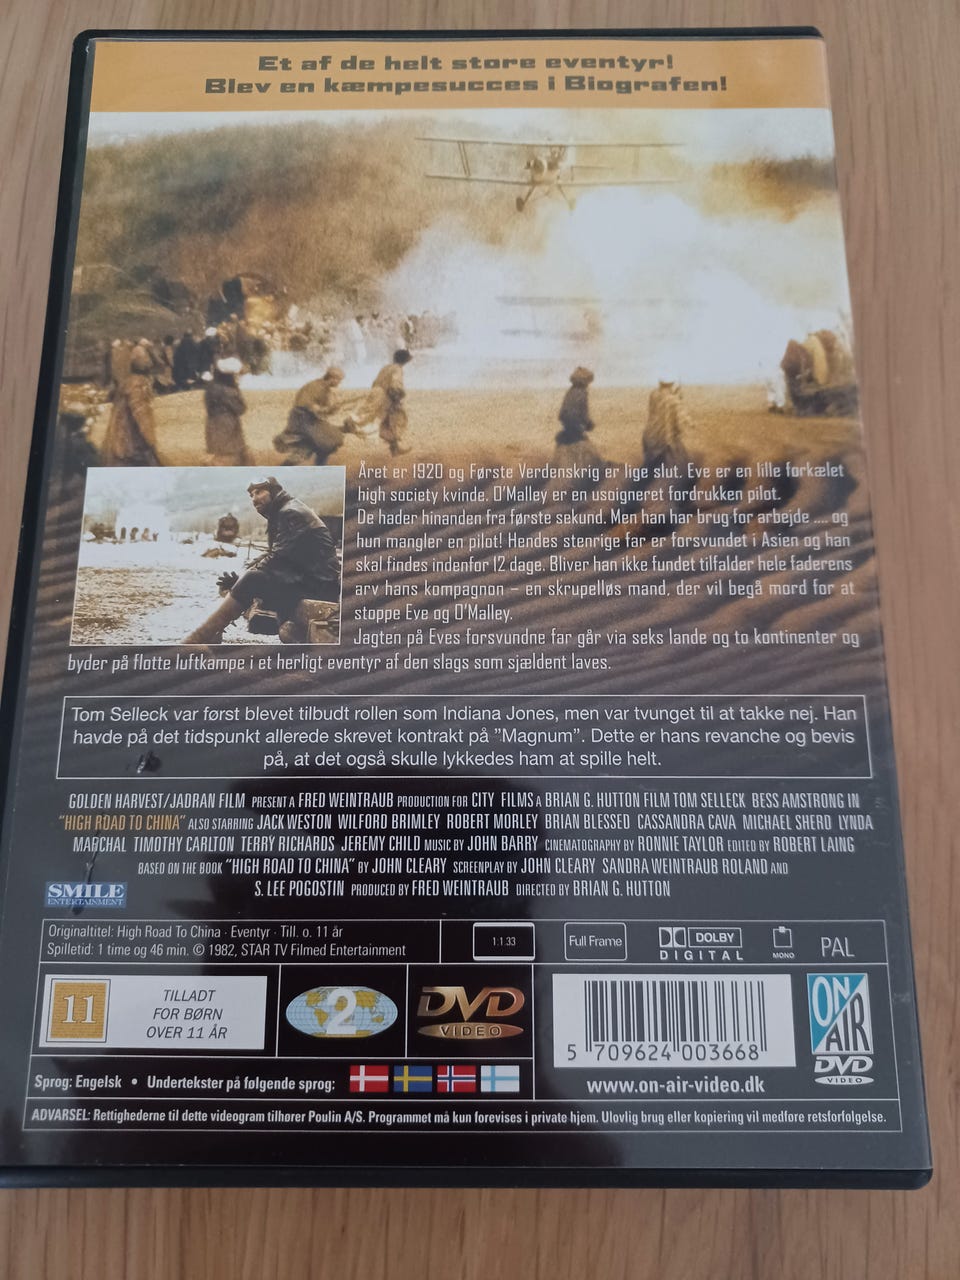 Et af de helt store eventyr!
Blev en kæmpesucces i Biografen!
Året er 1920 og Første Verdenskrig er lige slut. Eve er en lille forkælet
high society kvinde. O'Malley er en usoigneret fordrukken pilot.
De hader hinanden fra første sekund. Men han har brug for arbejde .... og
hun mangler en pilot! Hendes stenrige far er forsvundet i Asien og han
skal findes indenfor 12 dage. Bliver han ikke fundet tilfalder hele faderens
arv hans kompagnon – en skrupelløs mand, der vil begå mord for at
stoppe Eve og O'Malley.
Jagten på Eves forsvundne far går via seks lande og to kontinenter og
byder på flotte luftkampe i et herligt eventyr af den slags som sjældent laves.
Tom Selleck var først blevet tilbudt rollen som Indiana Jones, men var tvunget til at takke nej. Han
havde på det tidspunkt allerede skrevet kontrakt på "Magnum". Dette er hans revanche og bevis
på, at det også skulle lykkedes ham at spille helt.
GOLDEN HARVEST/JADRAN FILM PRESENT A FRED WEINTRAUB PRODUCTION FOR CITY FILMS A BRIAN G. HUTTON FILM TOM SELLECK BESS AMSTRONG IN
"HIGH ROAD TO CHINA" ALSO STARRING JACK WESTON WILFORD BRIMLEY ROBERT MORLEY BRIAN BLESSED CASSANDRA CAVA MICHAEL SHERD LYNDA
MARCHAL TIMOTHY CARLTON TERRY RICHARDS JEREMY CHILD MUSIC BY JOHN BARRY CINEMATOGRAPHY BY RONNIE TAYLOR EDITED BY ROBERT LAING
BASED ON THE BOOK "HIGH ROAD TO CHINA" BY JOHN CLEARY SCREENPLAY BY JOHN CLEARY SANDRA WEINTRAUB ROLAND AND
S. LEE POGOSTIN PRODUCED BY FRED WEINTRAUB DIRECTED BY BRIAN G. HUTTON
SMILE
ENTERTAINMENT
Originaltitel: High Road To China · Eventyr · Till. o. 11 år
Spilletid: 1 time og 46 min. © 1982, STAR TV Filmed Entertainment
1:1.33
Full Frame
DOLBY
DIGITAL
MONO
PAL
11
TILLADT
FOR BØRN
OVER 11 ÅR
2
DVD
VIDEO
5 709624 003668
www.on-air-video.dk
ON
AIR
DVD
VIDEO
Sprog: Engelsk • Undertekster på følgende sprog:
ADVARSEL: Rettighederne til dette videogram tilhører Poulin A/S. Programmet må kun forevises i private hjem. Ulovlig brug eller kopiering vil medføre retsforfølgelse.